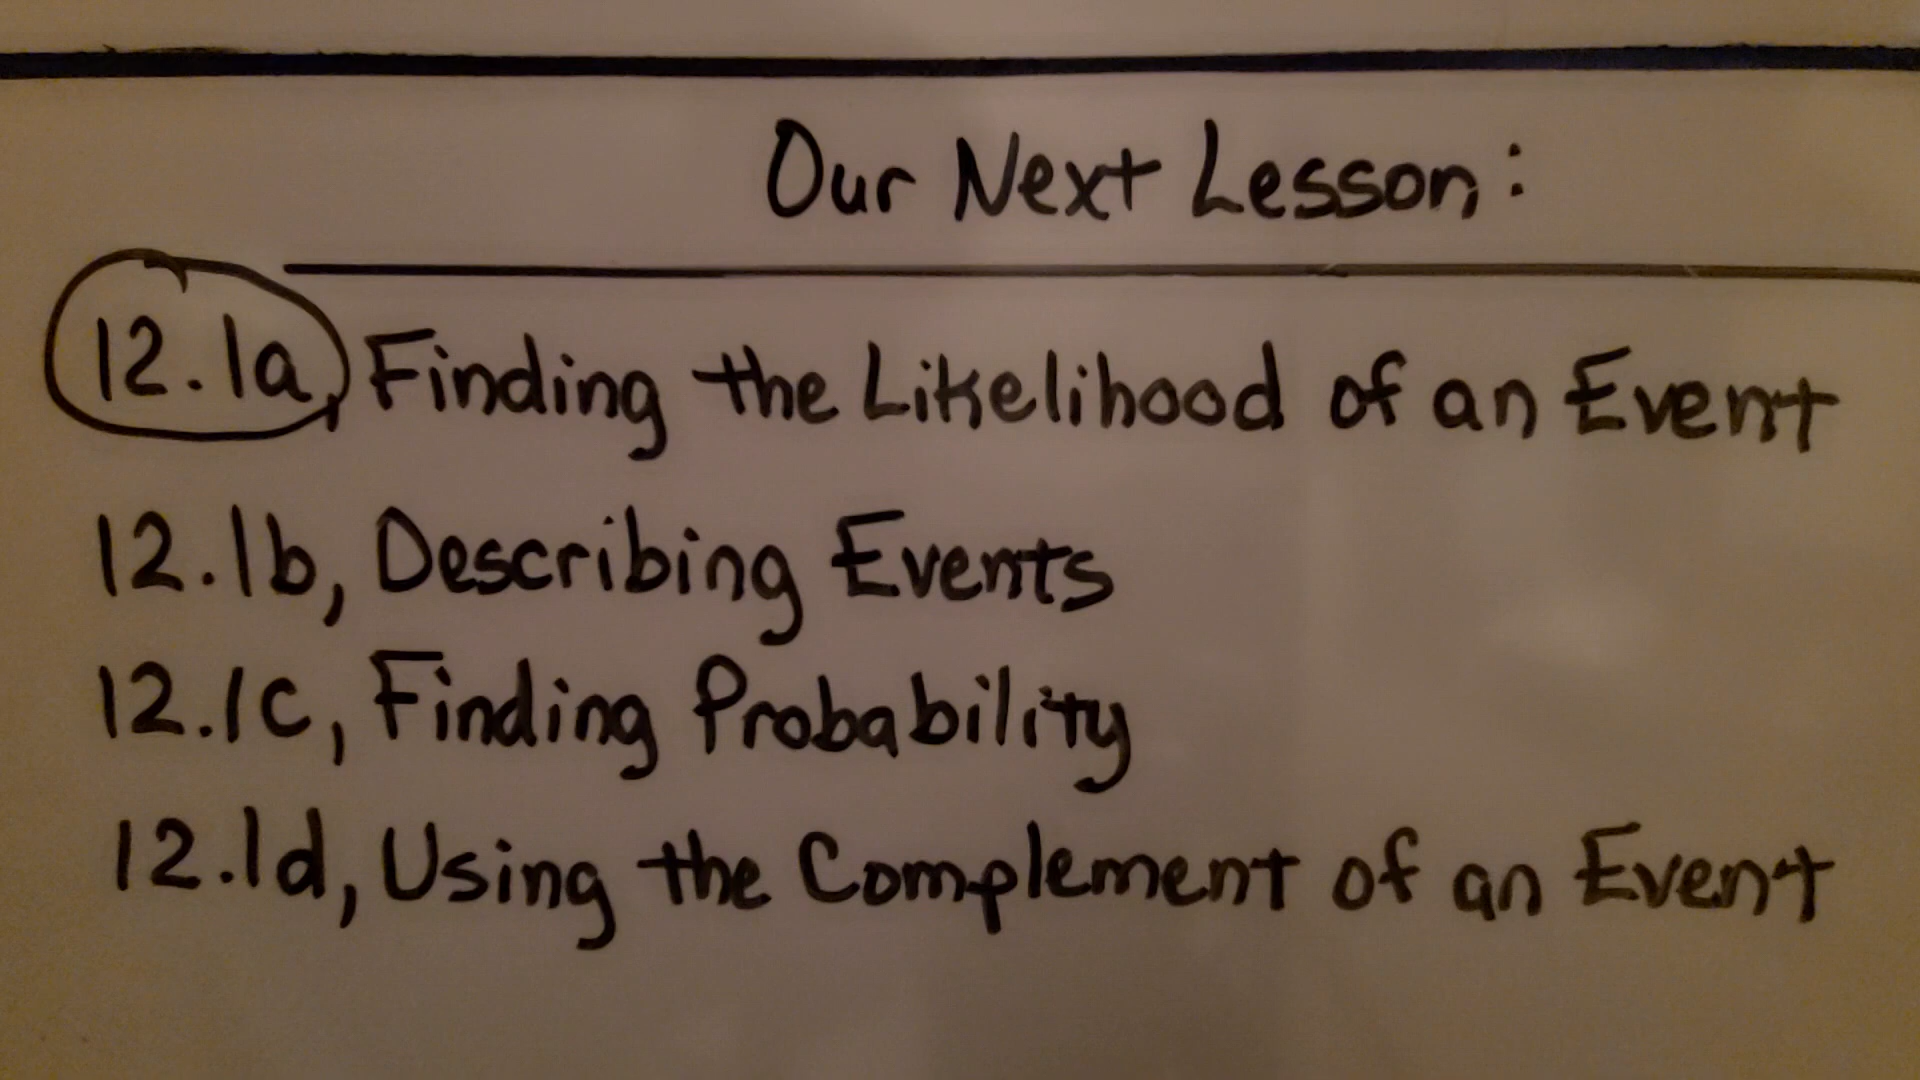 Our Next Lesson:
12.1a, Finding the Likelihood of an Event
12.1b, Describing Events
12.1c, Finding Probability
12.1d, Using the Complement of an Event